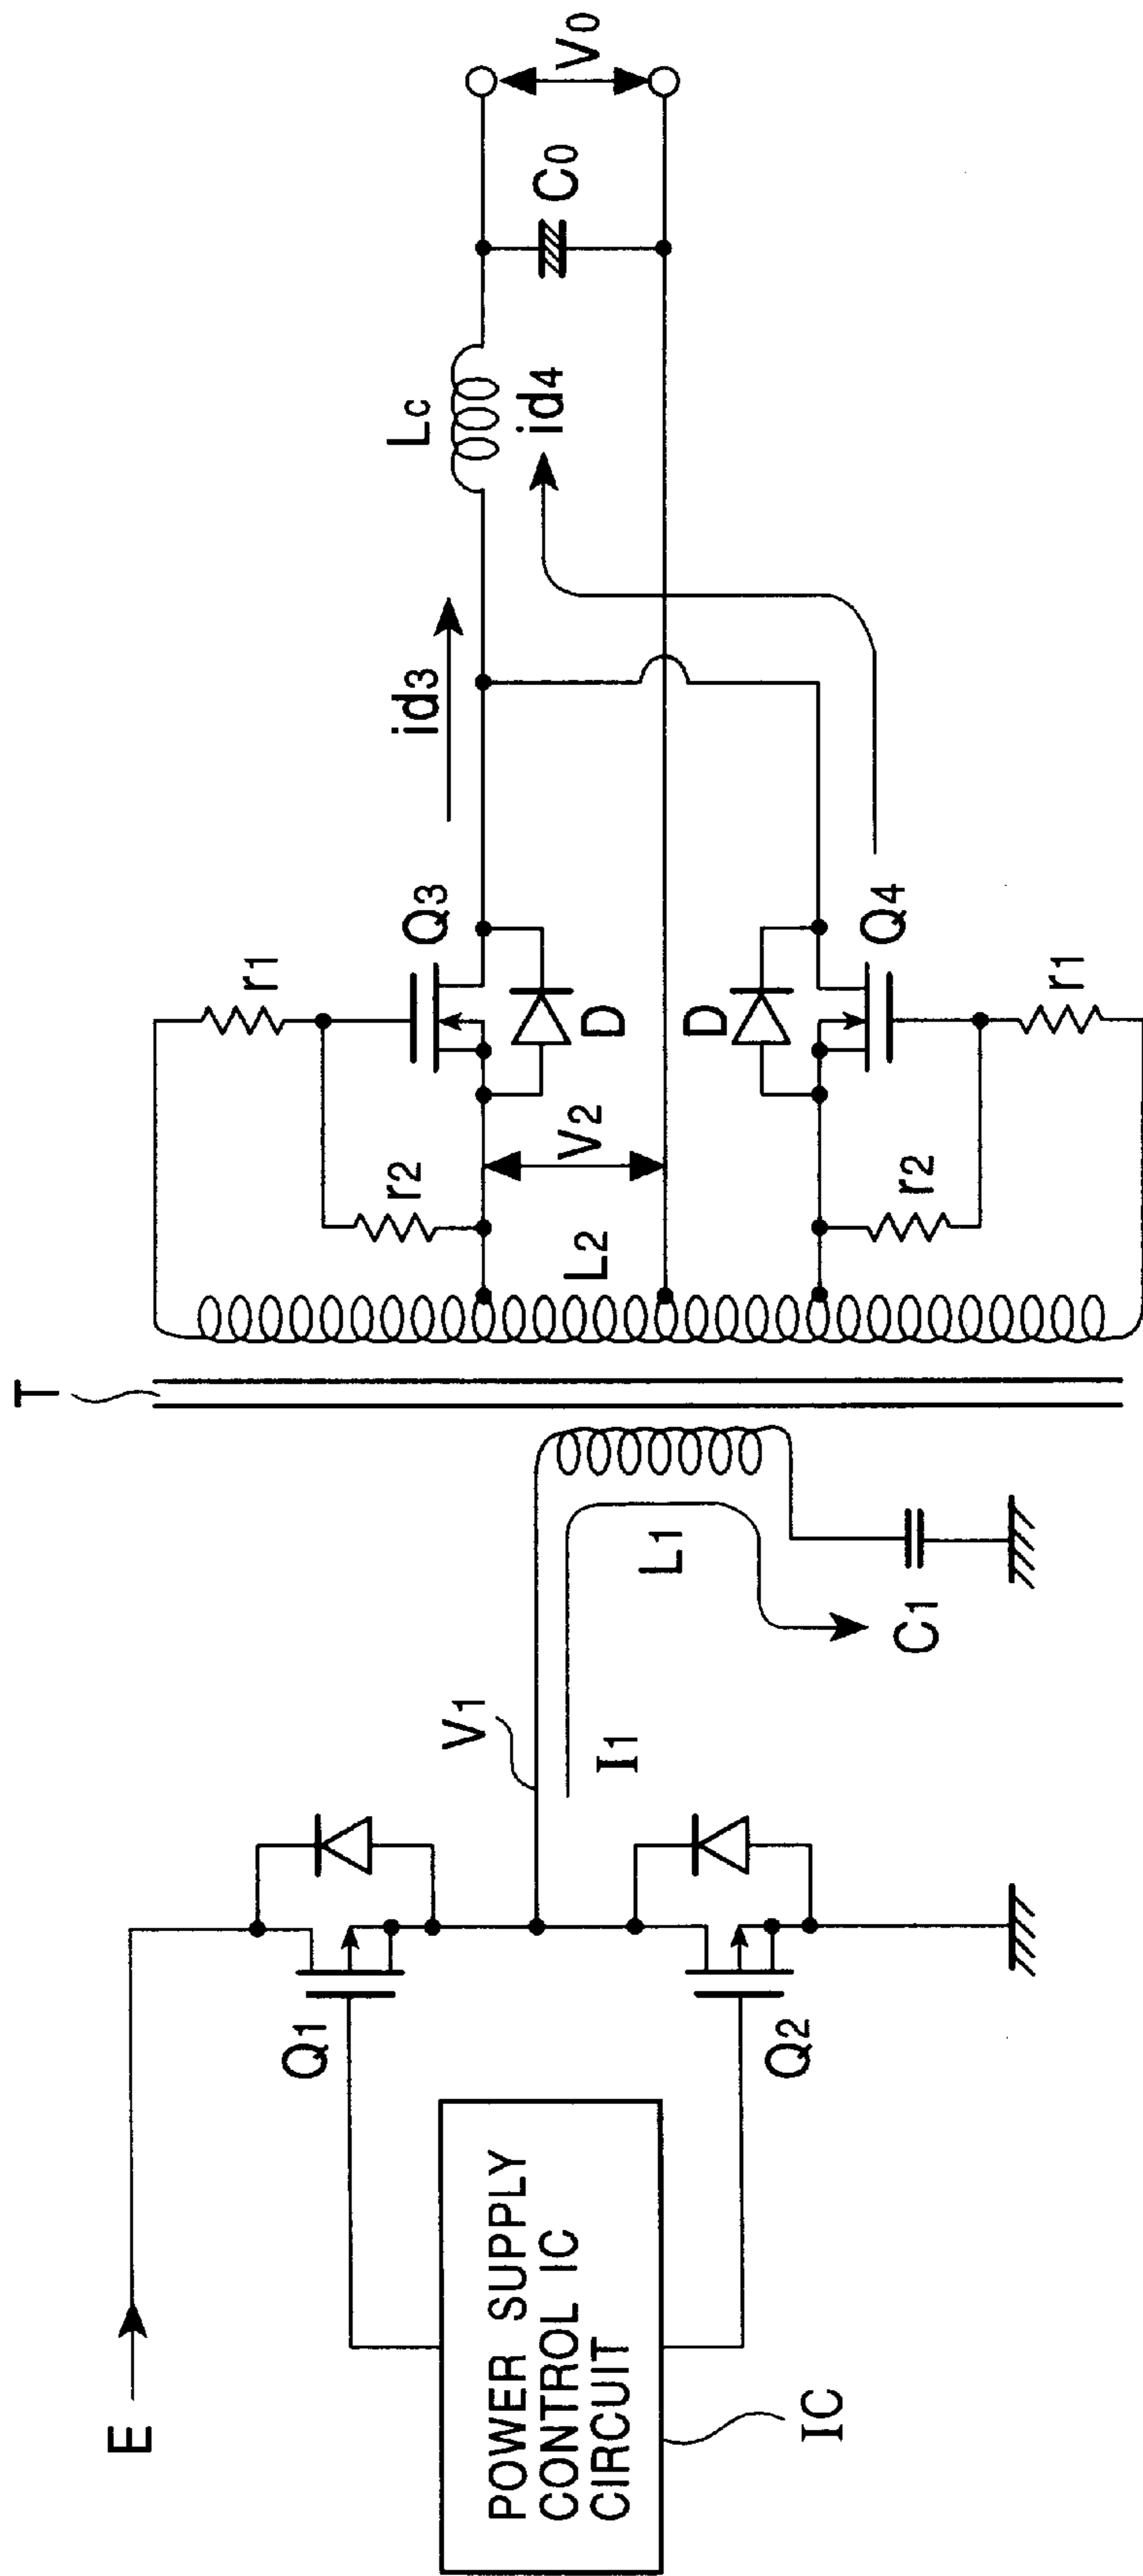 E
POWER SUPPLY
CONTROL IC
CIRCUIT
IC
Q1
Q2
V1
I1
L1
C1
T
L2
V2
r2
r1
Q3
D
D
Q4
r2
r1
id3
id4
Lc
C0
V0